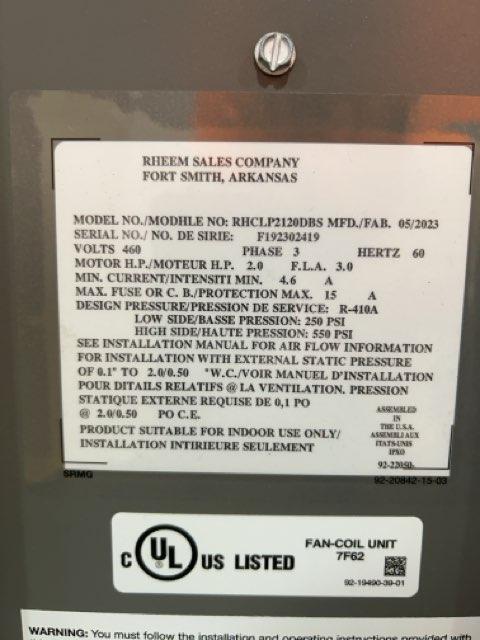 RHEEM SALES COMPANY
FORT SMITH, ARKANSAS
MODEL NO./MODHLE NO: RHCLP2120DBS MFD./FAB. 05/2023
SERIAL NO./ NO. DE SIRIE: F192302419
VOLTS 460 PHASE 3 HERTZ 60
MOTOR H.P./MOTEUR H.P. 2.0 F.L.A. 3.0
MIN. CURRENT/INTENSITI MIN. 4.6 A
MAX. FUSE OR C. B./PROTECTION MAX. 15 A
DESIGN PRESSURE/PRESSION DE SERVICE: R-410A
LOW SIDE/BASSE PRESSION: 250 PSI
HIGH SIDE/HAUTE PRESSION: 550 PSI
SEE INSTALLATION MANUAL FOR AIR FLOW INFORMATION
FOR INSTALLATION WITH EXTERNAL STATIC PRESSURE
OF 0.1" TO 2.0/0.50 "W.C./VOIR MANUEL D'INSTALLATION
POUR DITAILS RELATIFS @ LA VENTILATION. PRESSION
STATIQUE EXTERNE REQUISE DE 0,1 PO
@ 2.0/0.50 PO C.E.
PRODUCT SUITABLE FOR INDOOR USE ONLY/
INSTALLATION INTIRIEURE SEULEMENT
ASSEMBLED
IN
THE U.S.A.
ASSEMBLI AUX
ITATS-UNIS
92-22050-
SRMG 92-20842-15-03
C UL US LISTED
FAN-COIL UNIT
7F62
92-19490-39-01
WARNING: You must follow the installation and operating instructions provided with